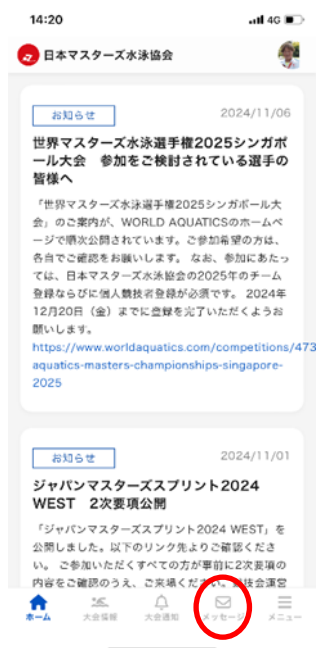 14:20
4G
日本マスターズ水泳協会
お知らせ
2024/11/06
世界マスターズ水泳選手権2025シンガポ
ール大会 参加をご検討されている選手の
皆様へ
「世界マスターズ水泳選手権2025シンガポール大
会」のご案内が、WORLD AQUATICSのホームペ
ージで順次公開されています。ご参加希望の方は、
各自でご確認をお願いします。 なお、参加にあたっ
ては、日本マスターズ水泳協会の2025年のチーム
登録ならびに個人競技者登録が必須です。 2024年
12月20日（金）までに登録を完了いただくようお
願いします。
https://www.worldaquatics.com/competitions/473
aquatics-masters-championships-singapore-
2025
お知らせ
2024/11/01
ジャパンマスターズスプリント2024
WEST 2次要項公開
「ジャパンマスターズスプリント2024 WEST」を
公開しました。以下のリンク先よりご確認くださ
い。 ご参加いただくすべての方が事前に2次要項の
内容をご確認のうえ、ご来場ください。
ホーム
大会情報
大会通知
メッセージ
メニュー